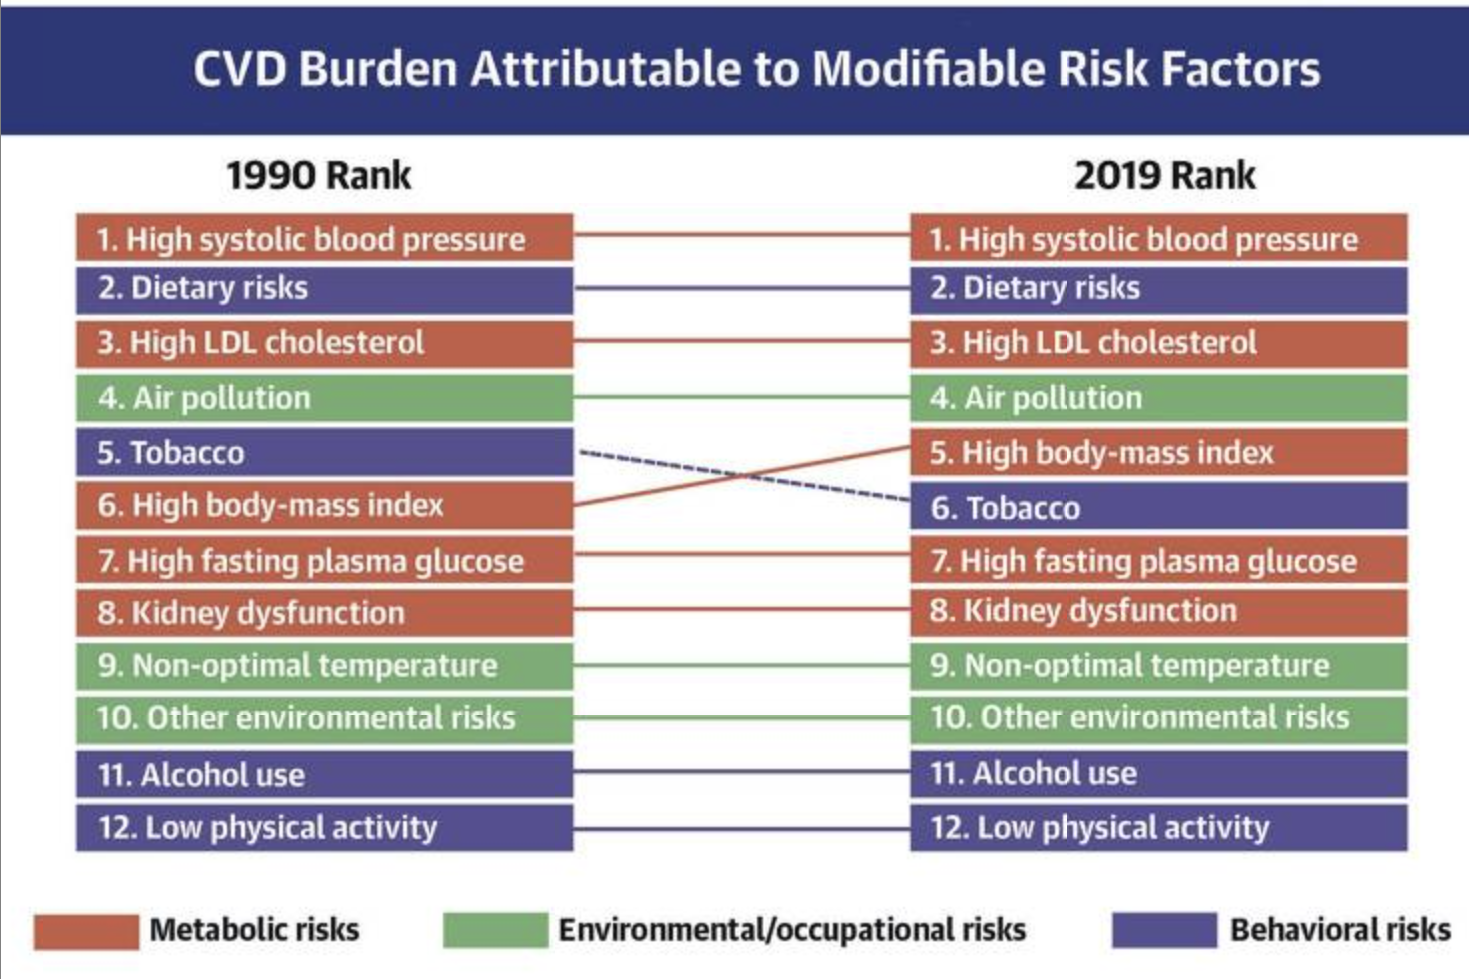 CVD Burden Attributable to Modifiable Risk Factors
1990 Rank
1. High systolic blood pressure
2. Dietary risks
3. High LDL cholesterol
4. Air pollution
5. Tobacco
6. High body-mass index
7. High fasting plasma glucose
8. Kidney dysfunction
9. Non-optimal temperature
10. Other environmental risks
11. Alcohol use
12. Low physical activity
2019 Rank
1. High systolic blood pressure
2. Dietary risks
3. High LDL cholesterol
4. Air pollution
5. High body-mass index
6. Tobacco
7. High fasting plasma glucose
8. Kidney dysfunction
9. Non-optimal temperature
10. Other environmental risks
11. Alcohol use
12. Low physical activity
Metabolic risks
Environmental/occupational risks
Behavioral risks